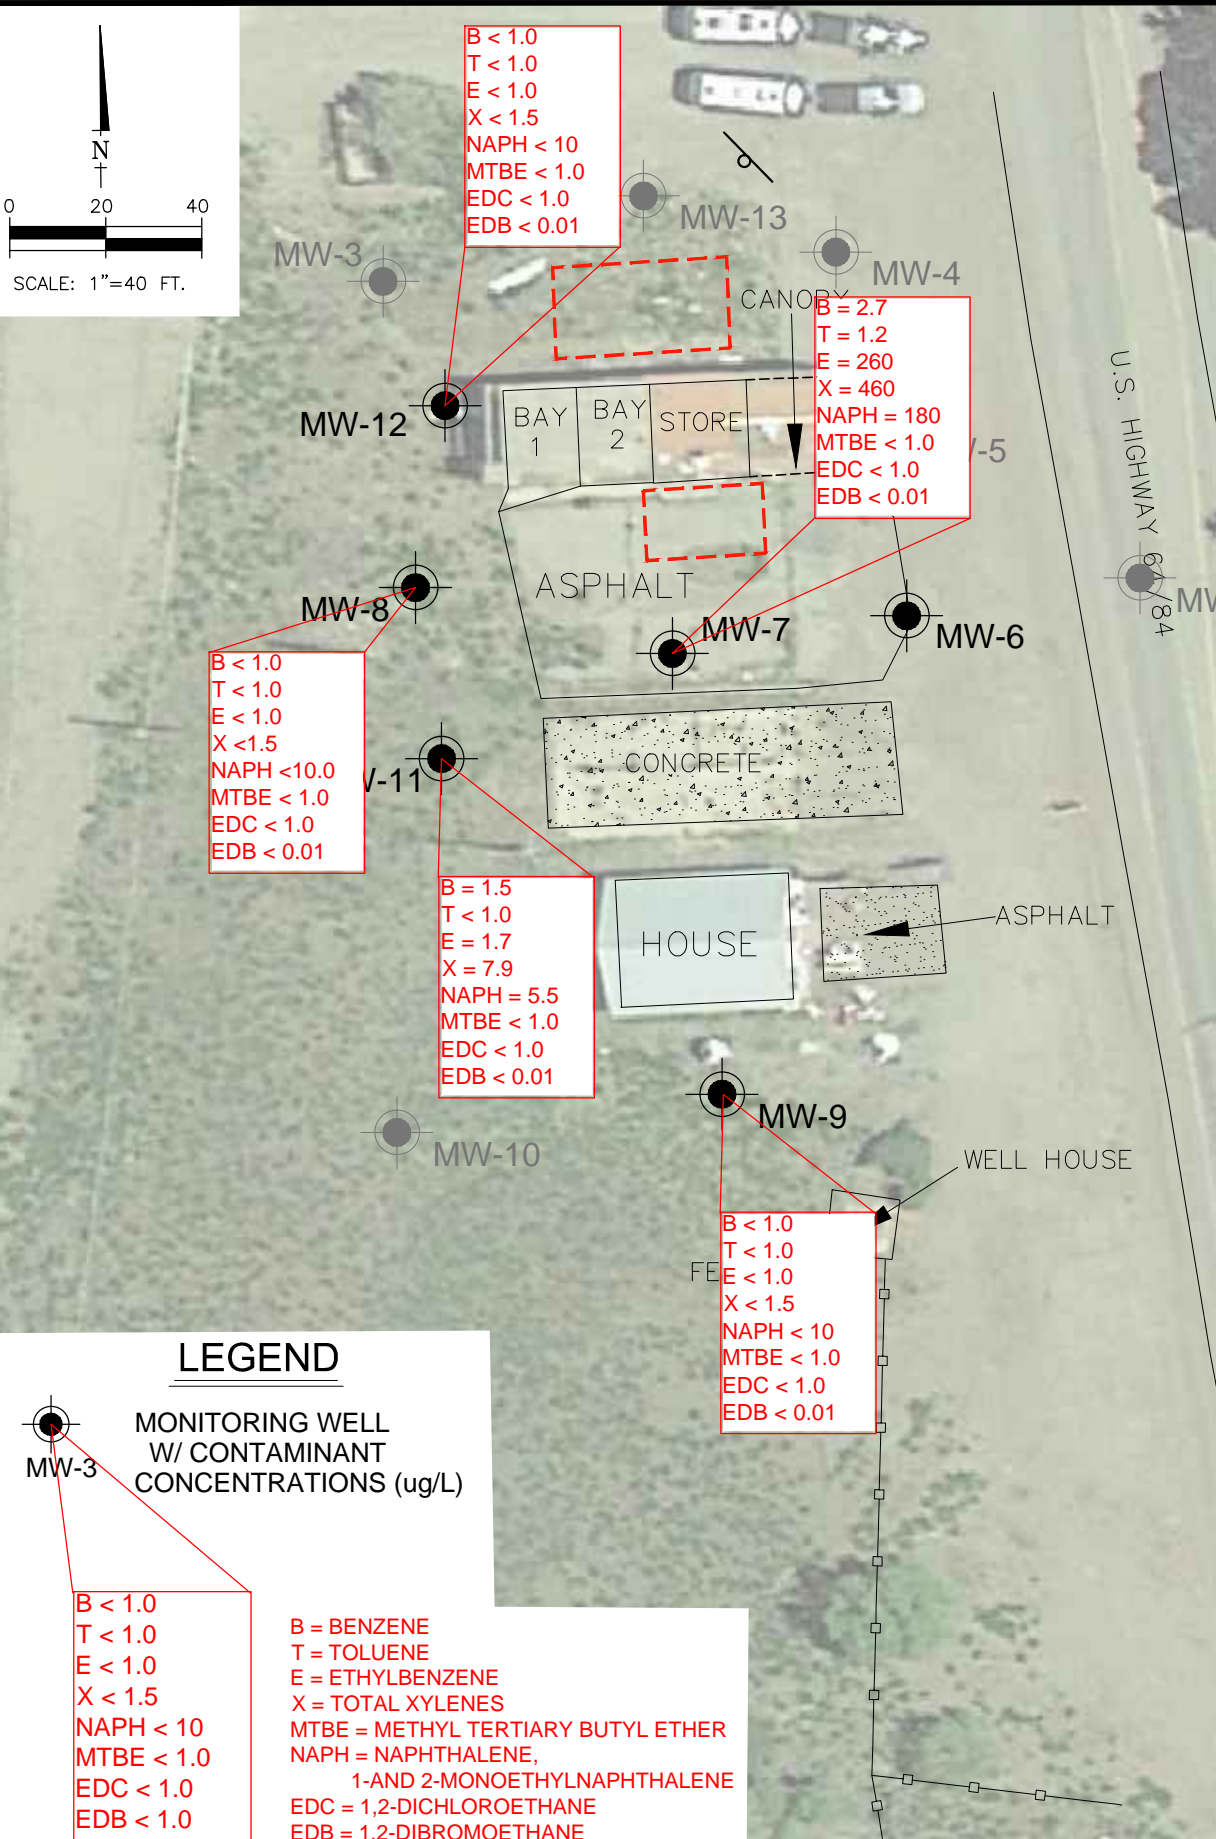 N
0 20 40
SCALE: 1"=40 FT.
B < 1.0
T < 1.0
E < 1.0
X < 1.5
NAPH < 10
MTBE < 1.0
EDC < 1.0
EDB < 0.01
MW-13
MW-3
MW-4
CANOPY
B = 2.7
T = 1.2
E = 260
X = 460
NAPH = 180
MTBE < 1.0
EDC < 1.0
EDB < 0.01
-5
U.S. HIGHWAY 64/84
MW-12
BAY 1
BAY 2
STORE
ASPHALT
MW-8
MW-7
MW-6
MW
B < 1.0
T < 1.0
E < 1.0
X <1.5
NAPH <10.0
MTBE < 1.0
EDC < 1.0
EDB < 0.01
-11
CONCRETE
B = 1.5
T < 1.0
E = 1.7
X = 7.9
NAPH = 5.5
MTBE < 1.0
EDC < 1.0
EDB < 0.01
HOUSE
ASPHALT
MW-9
MW-10
WELL HOUSE
FE
B < 1.0
T < 1.0
E < 1.0
X < 1.5
NAPH < 10
MTBE < 1.0
EDC < 1.0
EDB < 0.01
LEGEND
MONITORING WELL
W/ CONTAMINANT
CONCENTRATIONS (ug/L)
MW-3
B < 1.0
T < 1.0
E < 1.0
X < 1.5
NAPH < 10
MTBE < 1.0
EDC < 1.0
EDB < 1.0
B = BENZENE
T = TOLUENE
E = ETHYLBENZENE
X = TOTAL XYLENES
MTBE = METHYL TERTIARY BUTYL ETHER
NAPH = NAPHTHALENE,
1-AND 2-MONOETHYLNAPHTHALENE
EDC = 1,2-DICHLOROETHANE
EDB = 1,2-DIBROMOETHANE